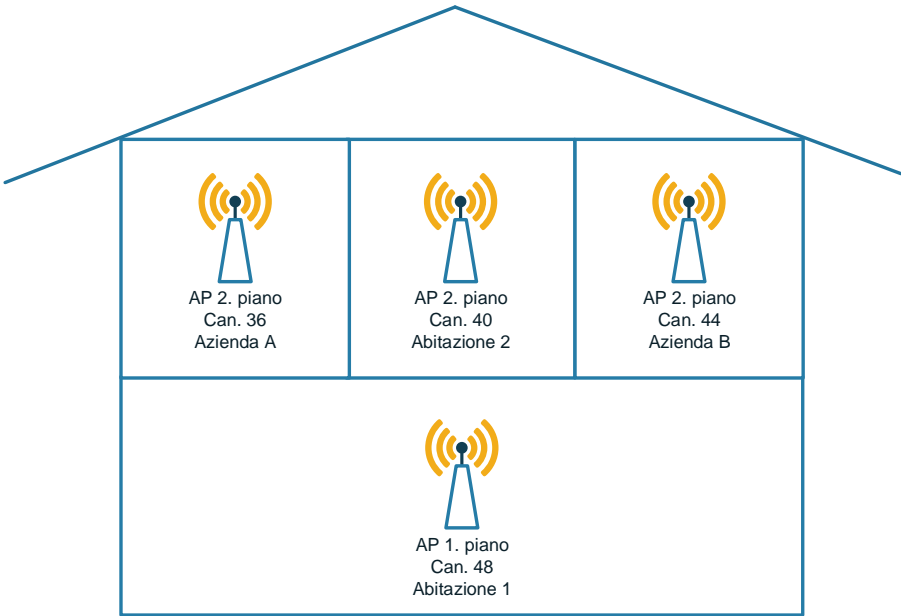 AP 2. piano
Can. 36
Azienda A
AP 2. piano
Can. 40
Abitazione 2
AP 2. piano
Can. 44
Azienda B
AP 1. piano
Can. 48
Abitazione 1